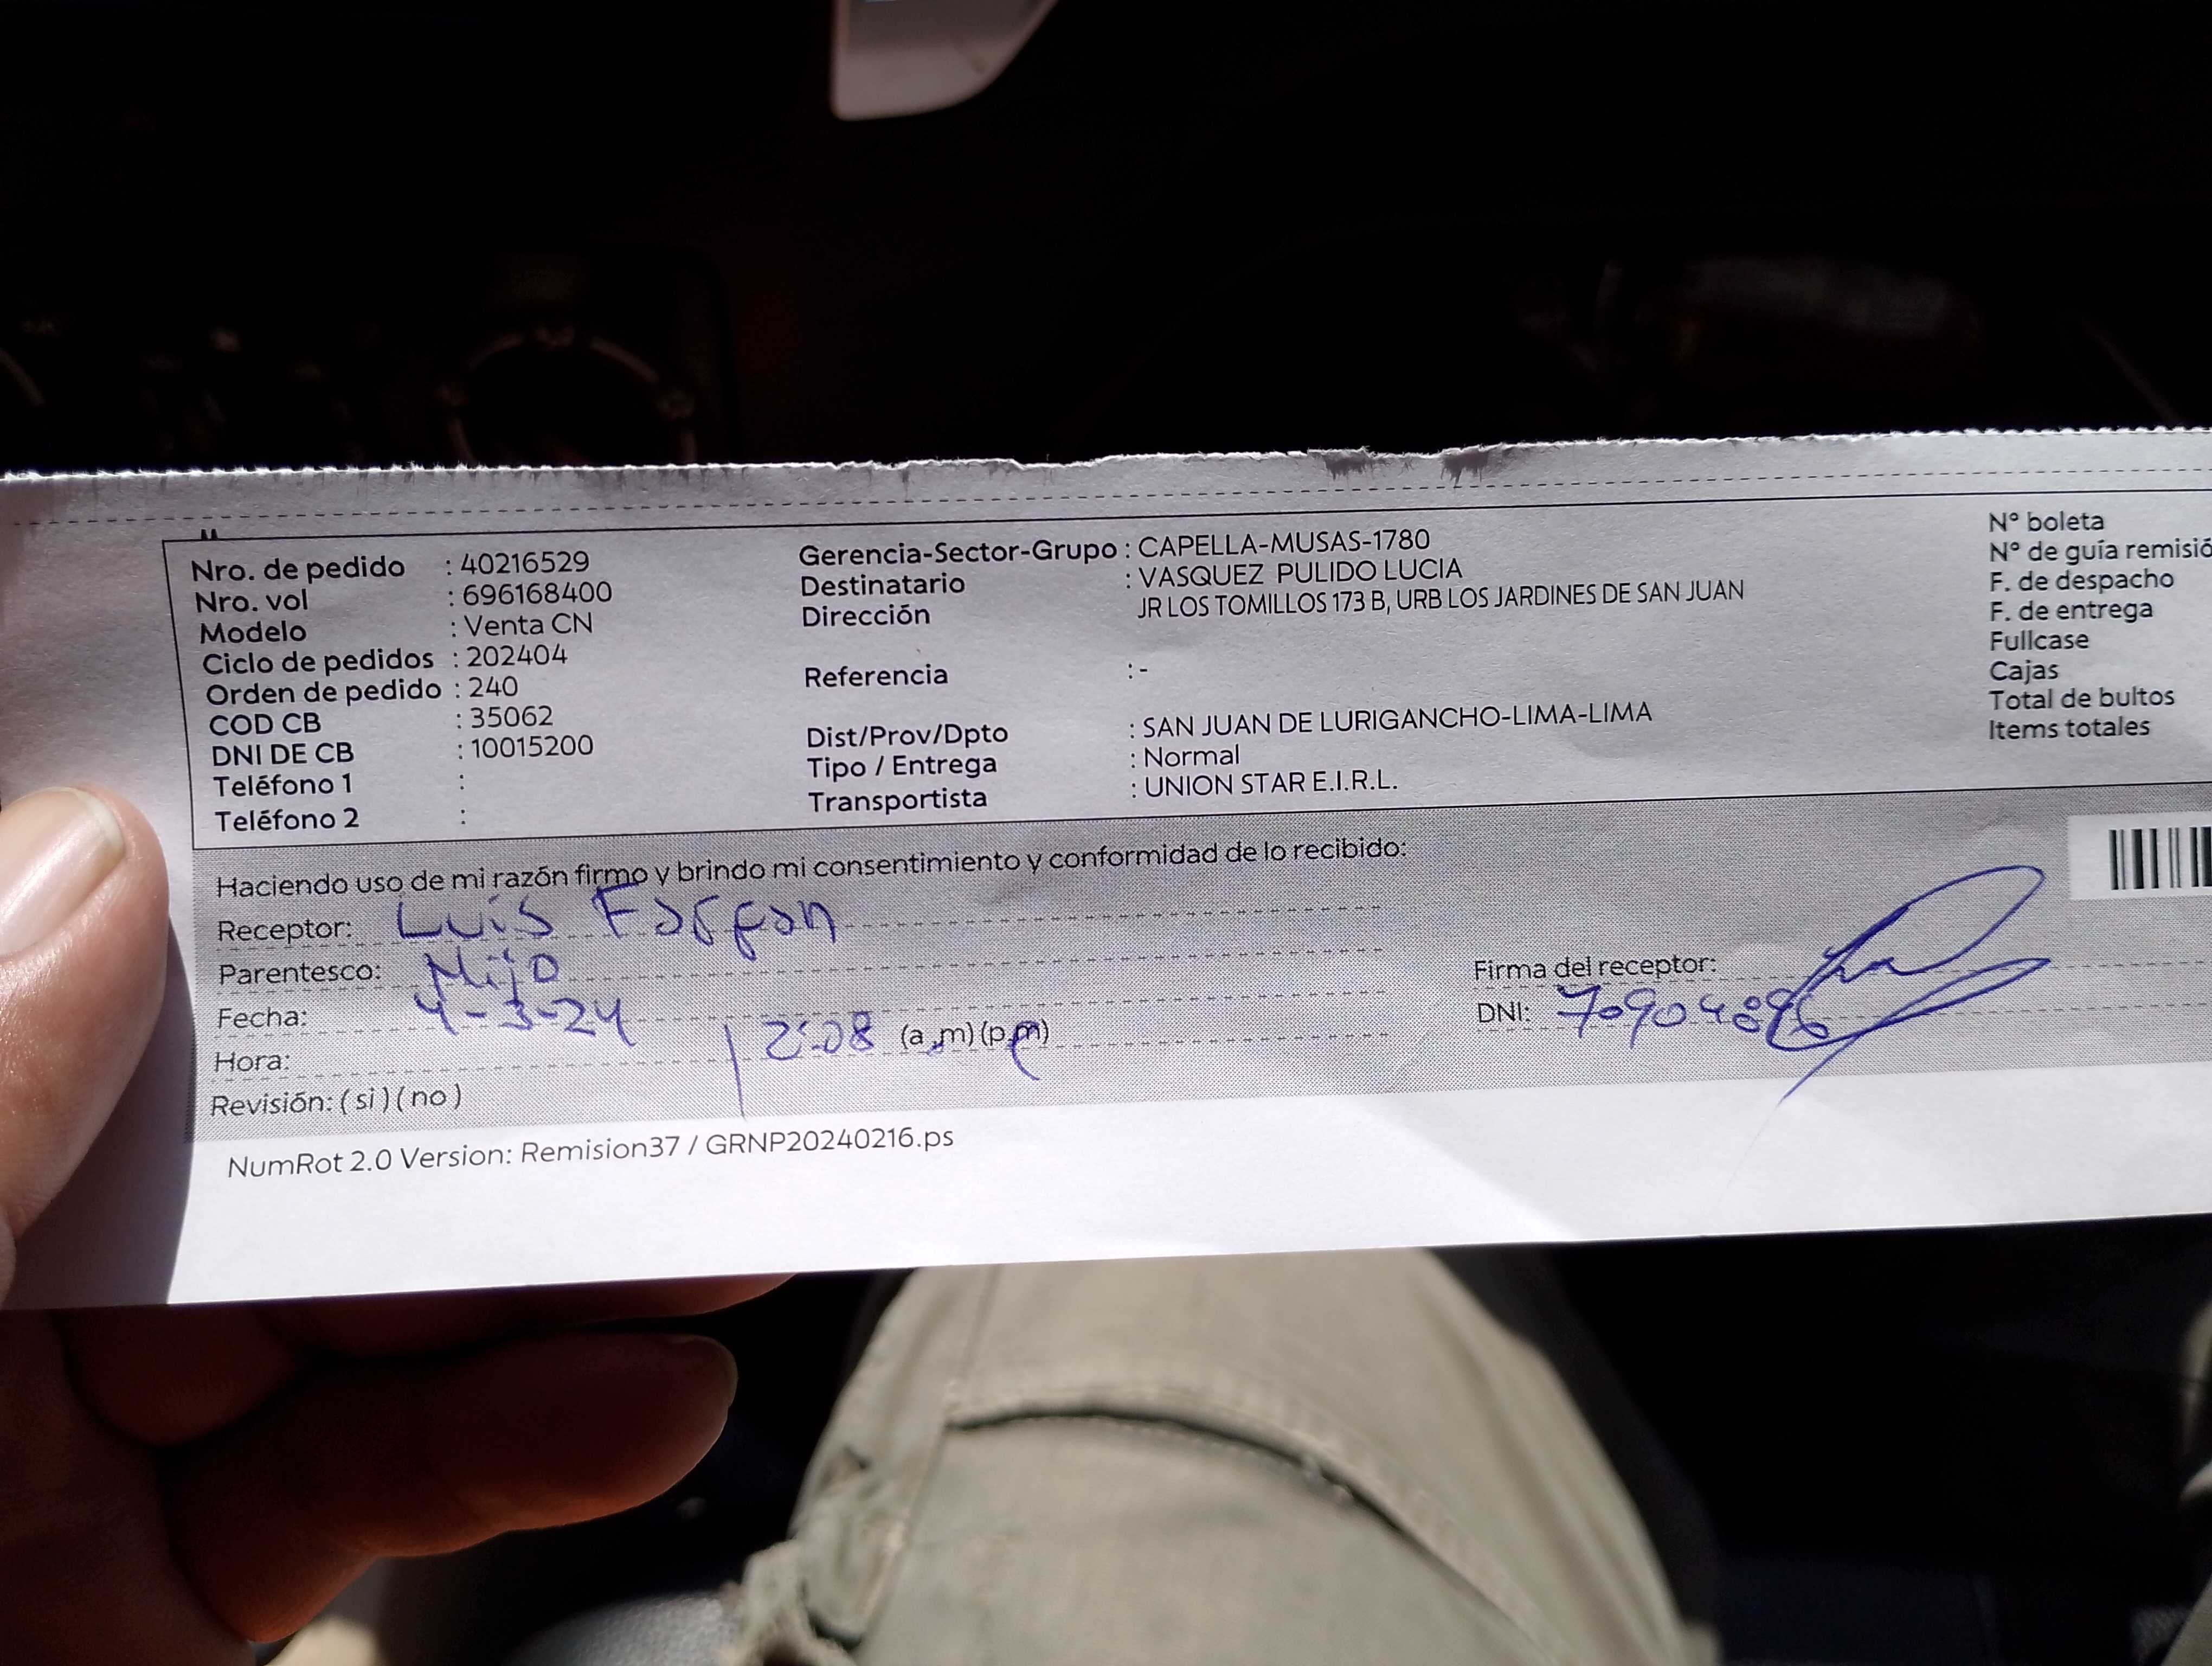 Nro. de pedido : 40216529
Nro. vol : 696168400
Modelo : Venta CN
Ciclo de pedidos : 202404
Orden de pedido : 240
COD CB : 35062
DNI DE CB : 10015200
Teléfono 1 :
Teléfono 2 :
Gerencia-Sector-Grupo : CAPELLA-MUSAS-1780
Destinatario : VASQUEZ PULIDO LUCIA
Dirección JR LOS TOMILLOS 173 B, URB LOS JARDINES DE SAN JUAN
Referencia : -
Dist/Prov/Dpto : SAN JUAN DE LURIGANCHO-LIMA-LIMA
Tipo / Entrega : Normal
Transportista : UNION STAR E.I.R.L.
N° boleta
N° de guía remisió
F. de despacho
F. de entrega
Fullcase
Cajas
Total de bultos
Items totales
Haciendo uso de mi razón firmo y brindo mi consentimiento y conformidad de lo recibido:
Receptor: Luis Farfan
Parentesco: Hijo
Fecha: 4-3-24
Hora: 12:08 (a,m) (p,m)
Revisión: ( si ) ( no )
Firma del receptor:
DNI: 70904896
NumRot 2.0 Version: Remision37 / GRNP20240216.ps